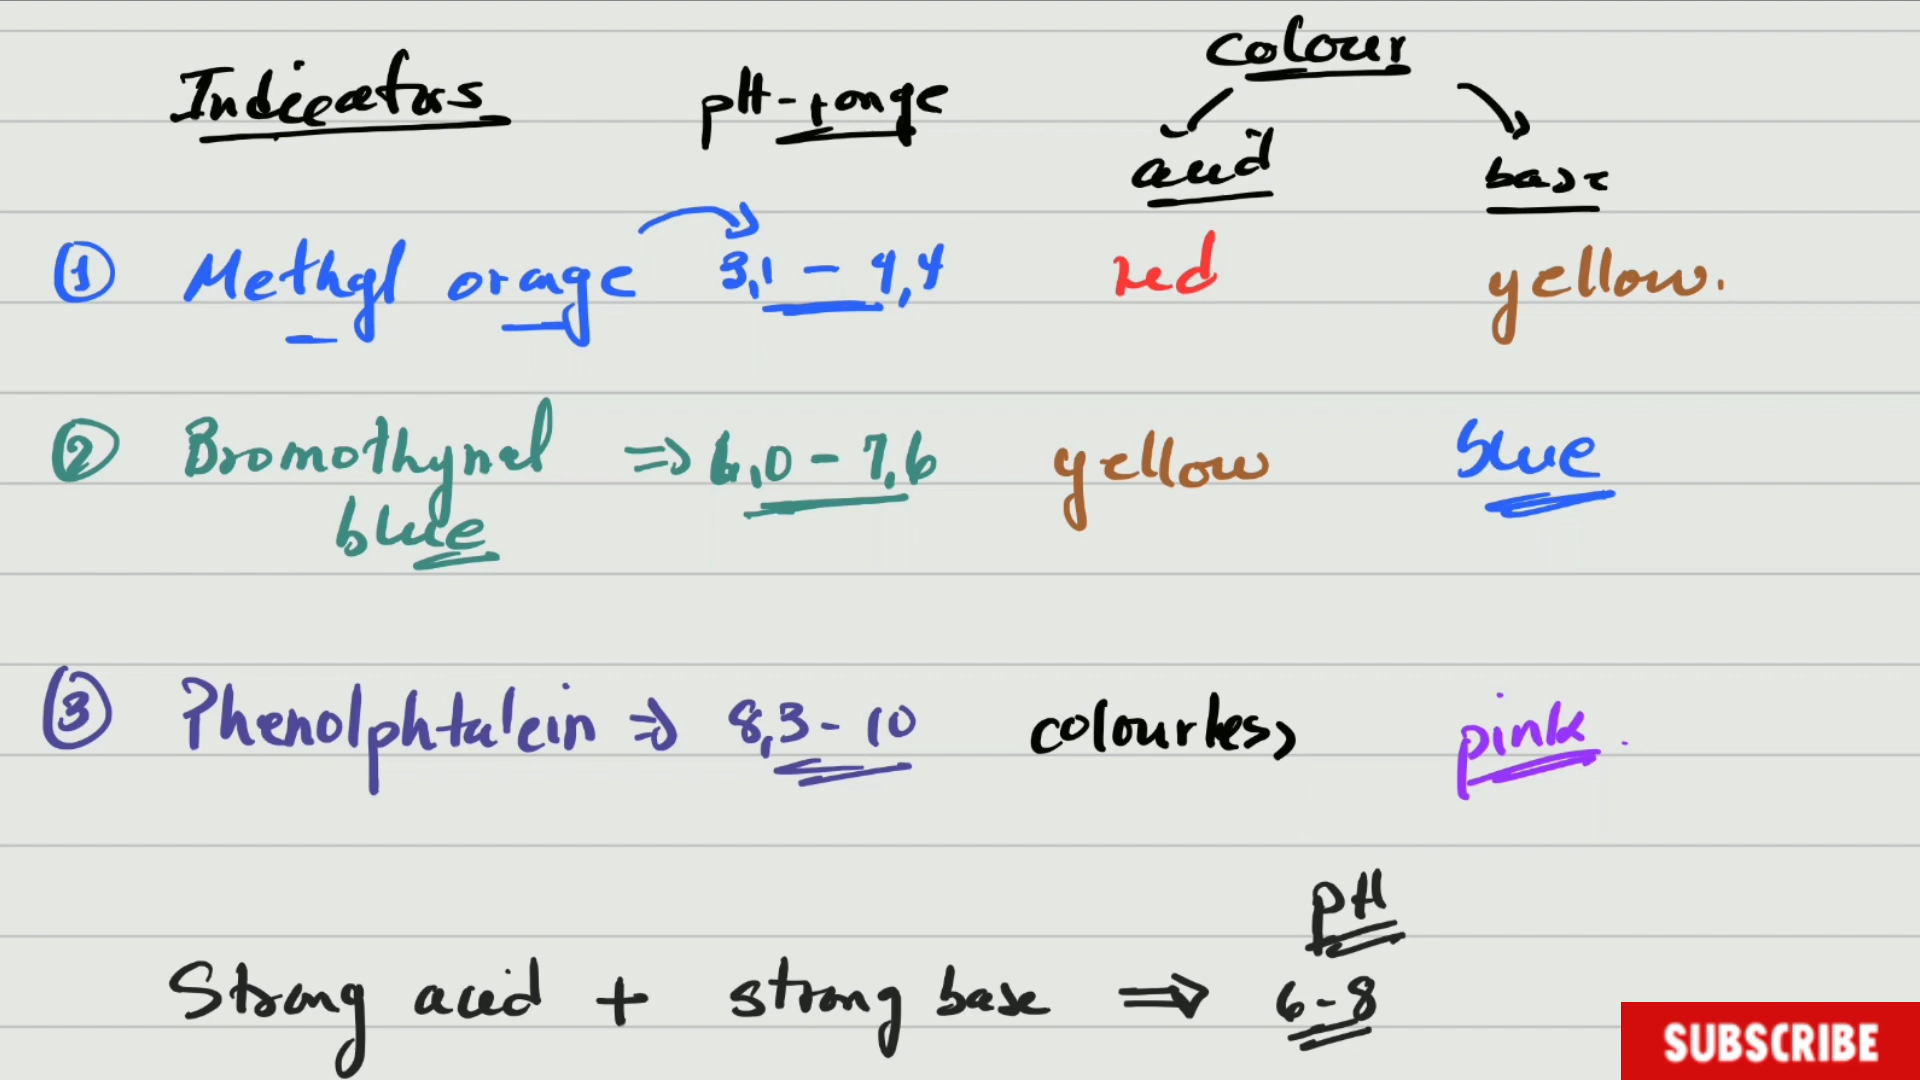 colour
Indicators pH-range
acid base
① Methyl orange 3,1 - 4,4 red yellow.
② Bromothymol ⇒ 6,0 - 7,6 yellow blue
blue
③ Phenolphtalein ⇒ 8,3 - 10 colourless pink.
pH
Strong acid + strong base ⇒ 6-8
SUBSCRIBE